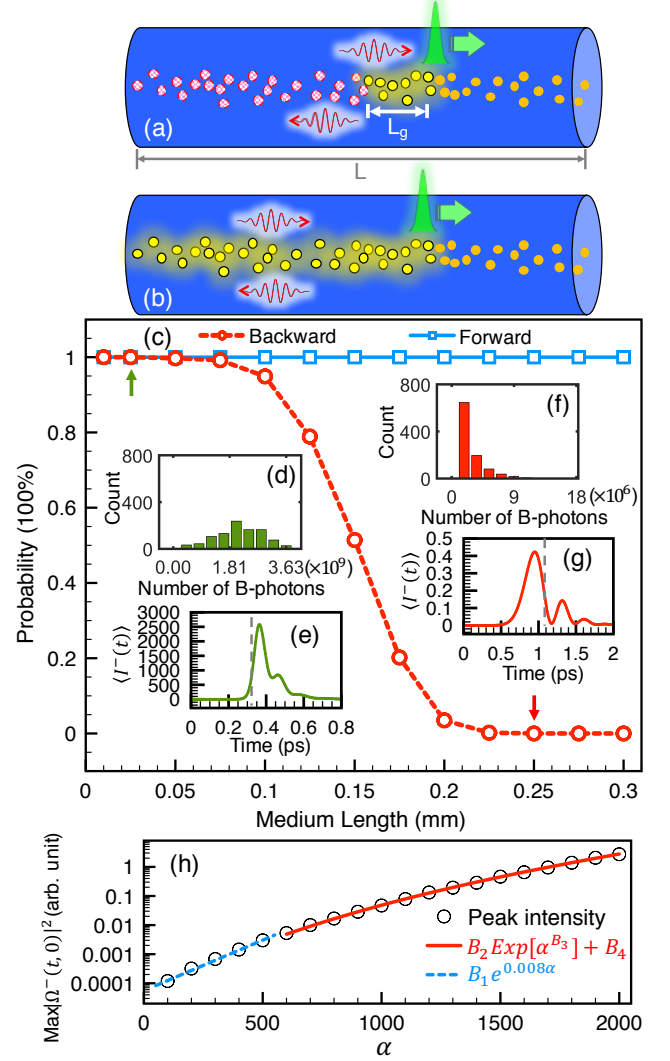 (a)
L_g
L
(b)
(c) Backward Forward
Probability (100%)
1
0.8
0.6
0.4
0.2
0
0 0.05 0.1 0.15 0.2 0.25 0.3
Medium Length (mm)
(d)
Count
800
400
0
0.00 1.81 3.63 (×10⁹)
Number of B-photons
(e)
⟨I⁻(t)⟩
3000
2500
2000
1500
1000
500
0
0 0.2 0.4 0.6 0.8
Time (ps)
(f)
Count
800
400
0
0 9 18 (×10⁶)
Number of B-photons
(g)
⟨I⁻(t)⟩
0.5
0.4
0.3
0.2
0.1
0
0 1 2
Time (ps)
(h)
Max|Ω⁻(t,0)|² (arb. unit)
1
0.1
0.01
0.001
0.0001
Peak intensity
B₂Exp[α^{B₃}] + B₄
B₁e^{0.008α}
0 500 1000 1500 2000
α